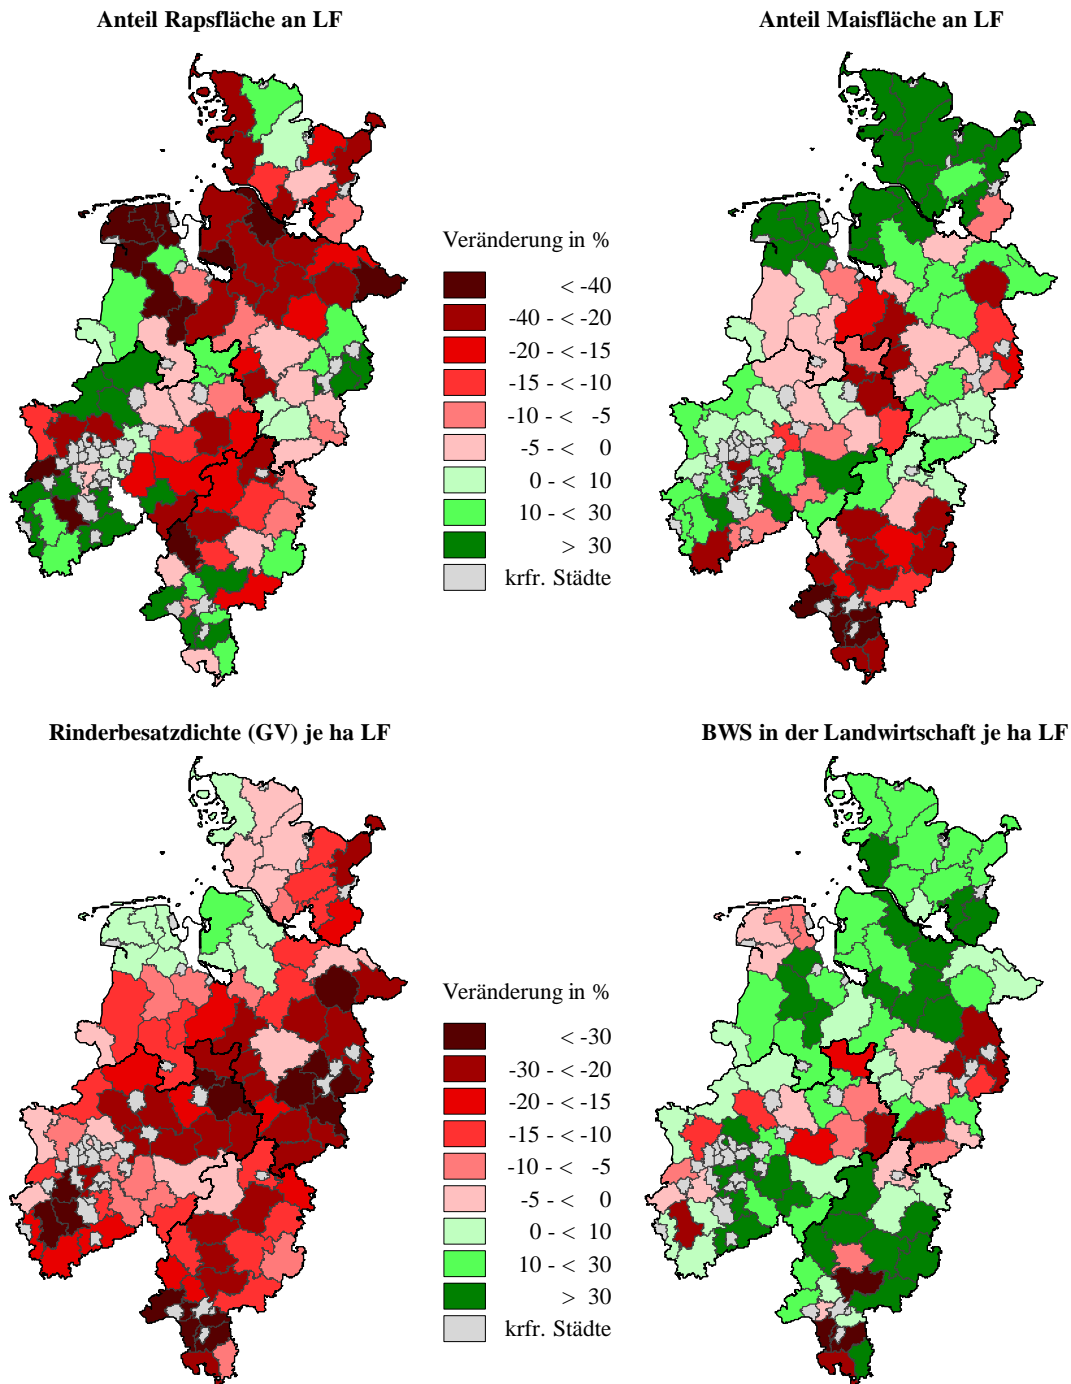 Anteil Rapsfläche an LF
Anteil Maisfläche an LF
Veränderung in %
< -40
-40 - < -20
-20 - < -15
-15 - < -10
-10 - < -5
-5 - < 0
0 - < 10
10 - < 30
> 30
krfr. Städte
Rinderbesatzdichte (GV) je ha LF
BWS in der Landwirtschaft je ha LF
Veränderung in %
< -30
-30 - < -20
-20 - < -15
-15 - < -10
-10 - < -5
-5 - < 0
0 - < 10
10 - < 30
> 30
krfr. Städte